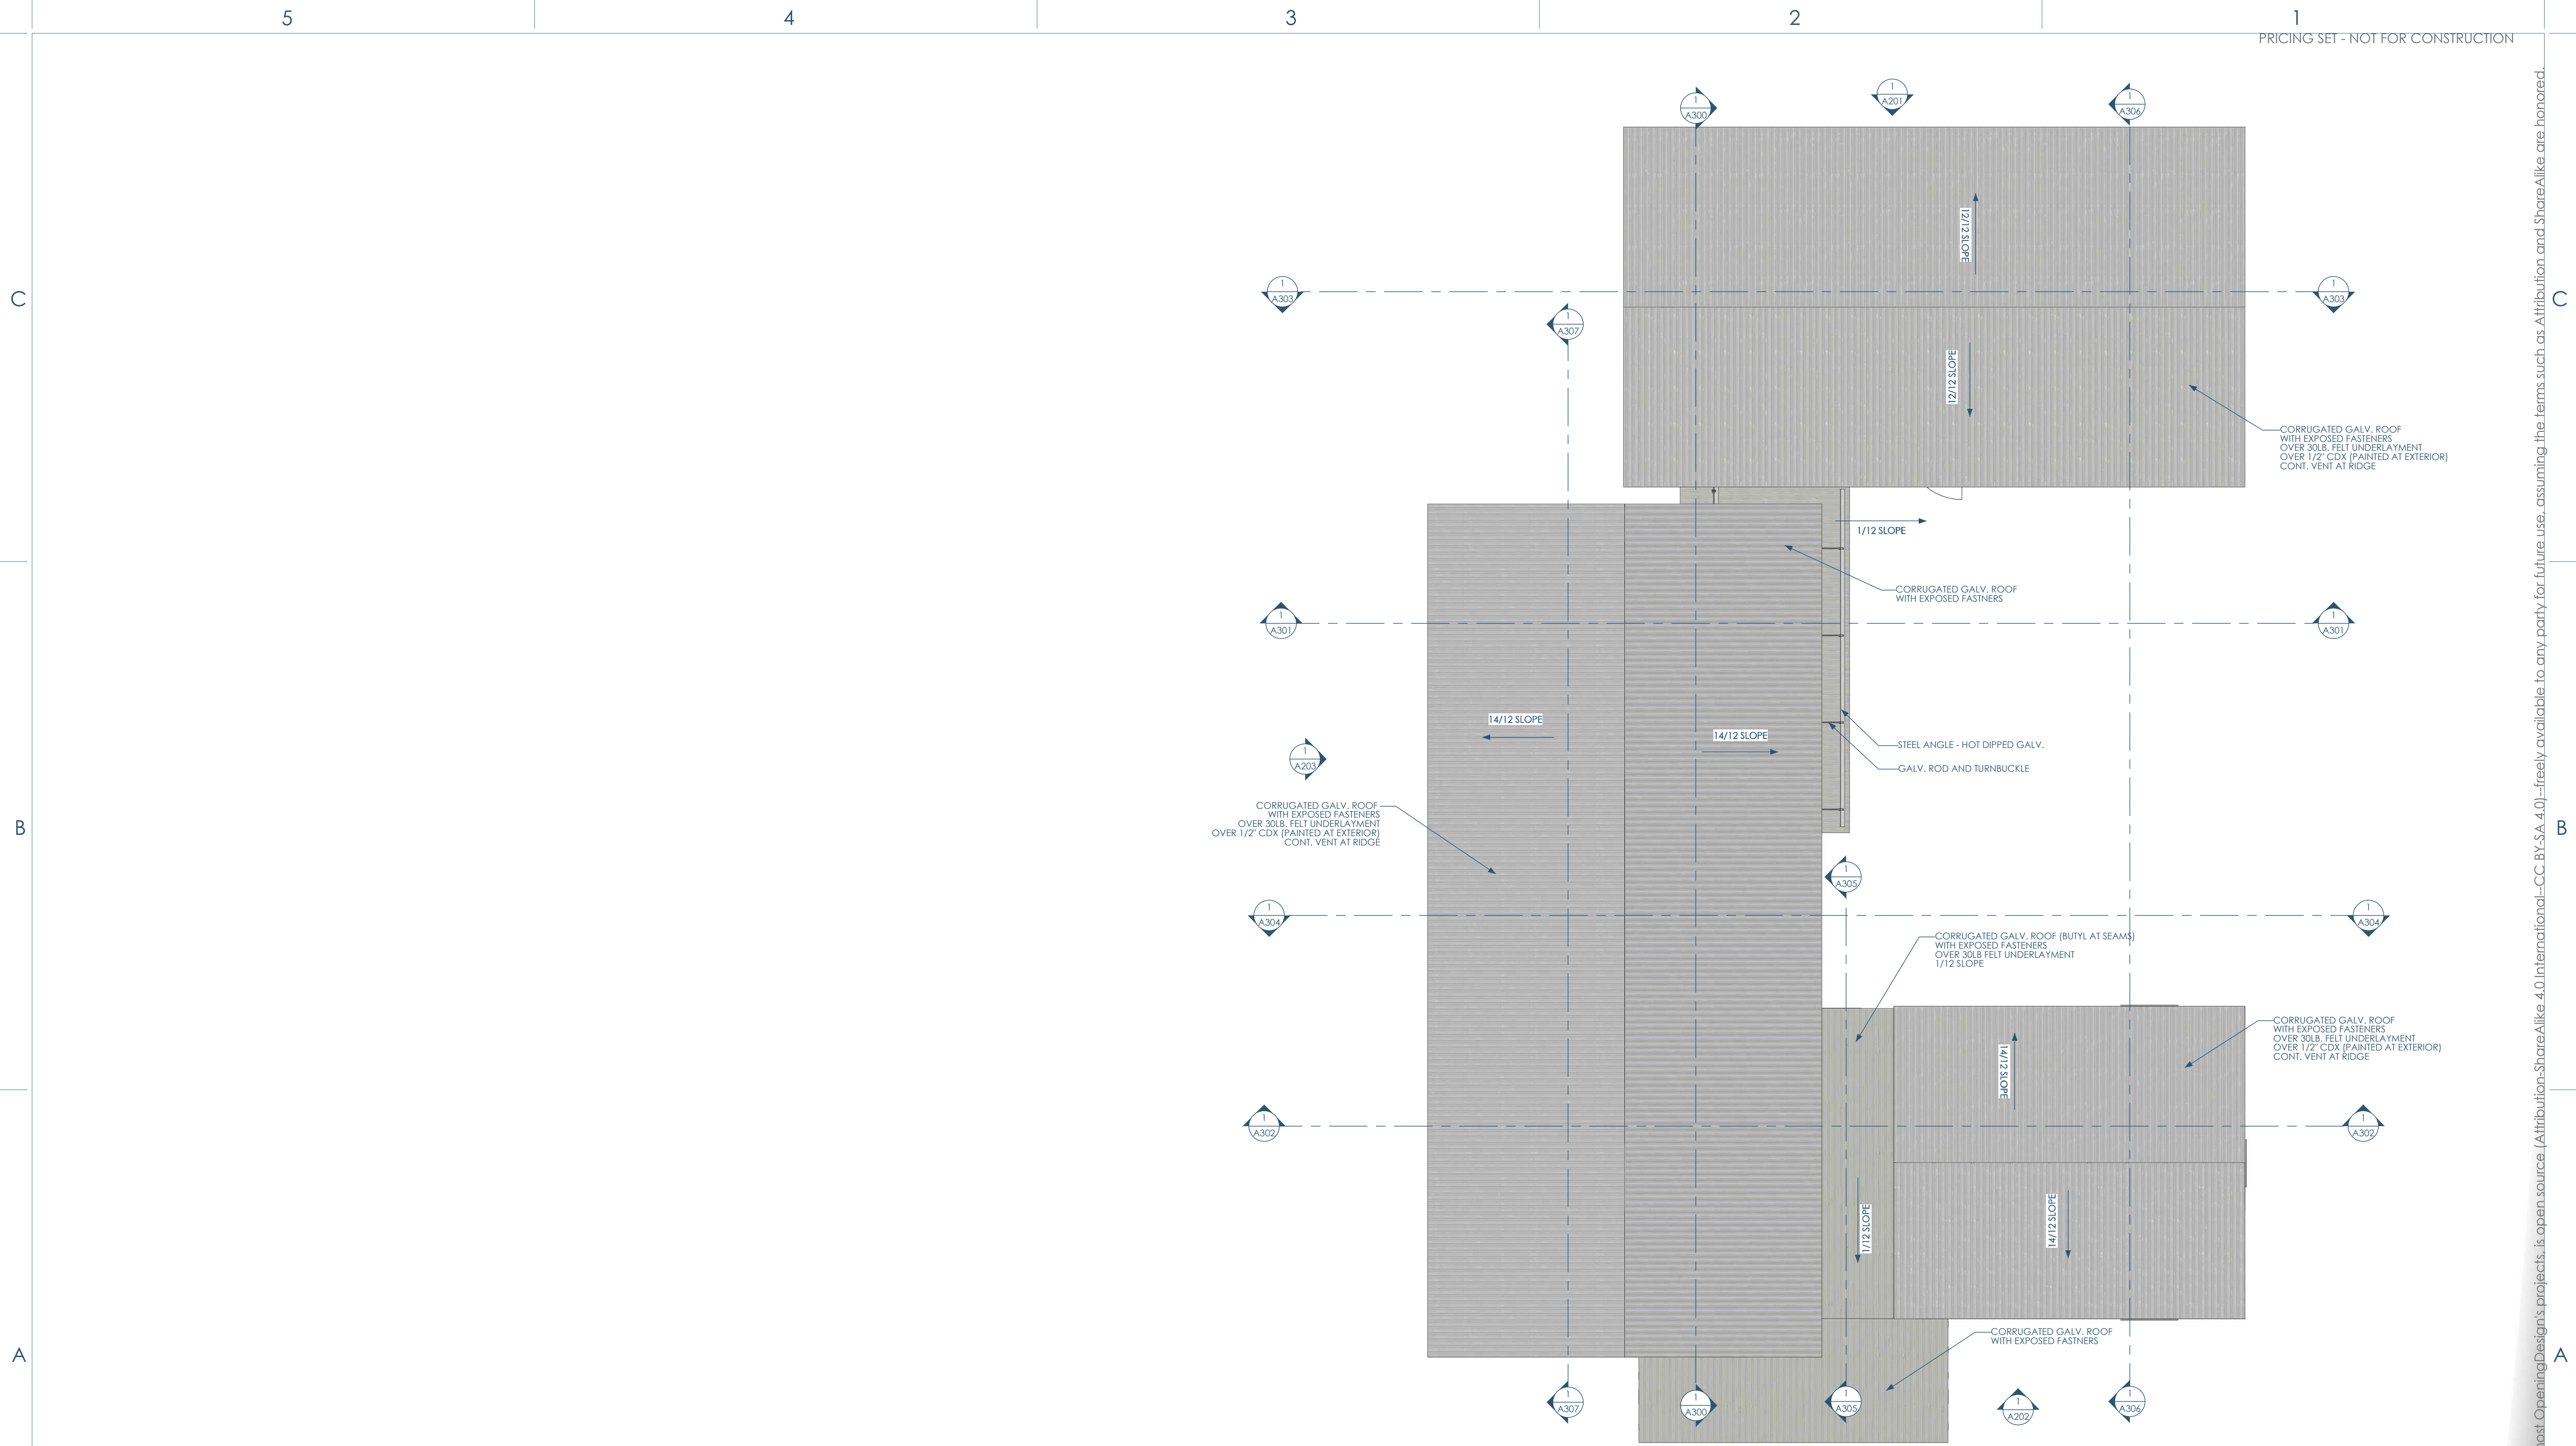 5
4
3
2
1
PRICING SET - NOT FOR CONSTRUCTION
1
A300
1
A201
1
A306
12/12 SLOPE
C
1
A303
1
A303
C
1
A307
12/12 SLOPE
CORRUGATED GALV. ROOF
WITH EXPOSED FASTENERS
OVER 30LB. FELT UNDERLAYMENT
OVER 1/2" CDX (PAINTED AT EXTERIOR)
CONT. VENT AT RIDGE
1/12 SLOPE
CORRUGATED GALV. ROOF
WITH EXPOSED FASTNERS
1
A301
1
A301
14/12 SLOPE
14/12 SLOPE
STEEL ANGLE - HOT DIPPED GALV.
GALV. ROD AND TURNBUCKLE
1
A203
CORRUGATED GALV. ROOF
WITH EXPOSED FASTENERS
OVER 30LB. FELT UNDERLAYMENT
OVER 1/2" CDX (PAINTED AT EXTERIOR)
CONT. VENT AT RIDGE
B
B
1
A305
1
A304
1
A304
CORRUGATED GALV. ROOF (BUTYL AT SEAMS)
WITH EXPOSED FASTENERS
OVER 30LB FELT UNDERLAYMENT
1/12 SLOPE
CORRUGATED GALV. ROOF
WITH EXPOSED FASTENERS
OVER 30LB. FELT UNDERLAYMENT
OVER 1/2" CDX (PAINTED AT EXTERIOR)
CONT. VENT AT RIDGE
14/12 SLOPE
1
A302
1
A302
1/12 SLOPE
14/12 SLOPE
CORRUGATED GALV. ROOF
WITH EXPOSED FASTNERS
A
A
1
A307
1
A300
1
A305
1
A202
1
A306
OpeningDesign's projects, is open source (Attribution-ShareAlike 4.0 International--CC BY-SA 4.0)--freely available to any party for future use, assuming the terms such as Attribution and ShareAlike are honored.